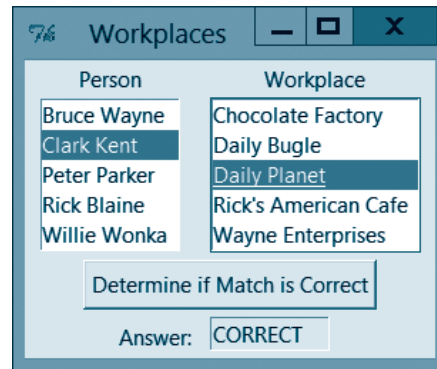 Workplaces
Person Workplace
Bruce Wayne Chocolate Factory
Clark Kent Daily Bugle
Peter Parker Daily Planet
Rick Blaine Rick's American Cafe
Willie Wonka Wayne Enterprises
Determine if Match is Correct
Answer: CORRECT